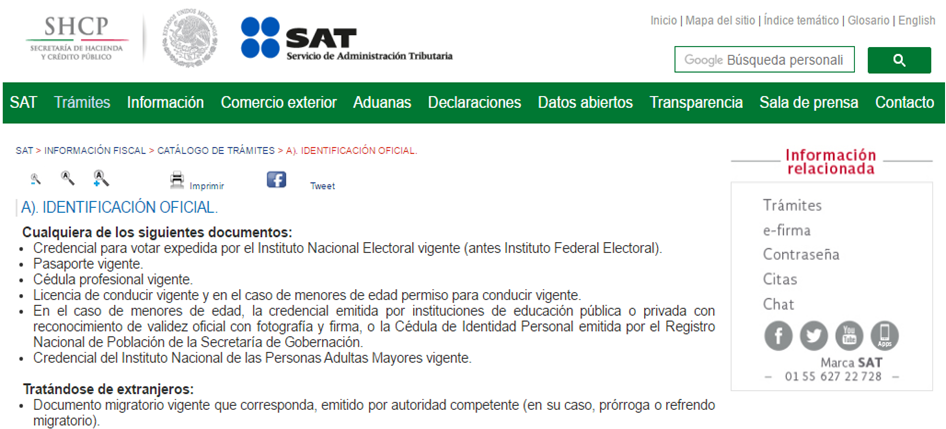 SHCP
SECRETARÍA DE HACIENDA
Y CRÉDITO PÚBLICO
ESTADOS UNIDOS MEXICANOS
SAT
Servicio de Administración Tributaria
Inicio | Mapa del sitio | Índice temático | Glosario | English
Google Búsqueda personali
SAT Trámites Información Comercio exterior Aduanas Declaraciones Datos abiertos Transparencia Sala de prensa Contacto
SAT > INFORMACIÓN FISCAL > CATÁLOGO DE TRÁMITES > A). IDENTIFICACIÓN OFICIAL.
Imprimir
Tweet
A). IDENTIFICACIÓN OFICIAL.
Cualquiera de los siguientes documentos:
• Credencial para votar expedida por el Instituto Nacional Electoral vigente (antes Instituto Federal Electoral).
• Pasaporte vigente.
• Cédula profesional vigente.
• Licencia de conducir vigente y en el caso de menores de edad permiso para conducir vigente.
• En el caso de menores de edad, la credencial emitida por instituciones de educación pública o privada con
reconocimiento de validez oficial con fotografía y firma, o la Cédula de Identidad Personal emitida por el Registro
Nacional de Población de la Secretaría de Gobernación.
• Credencial del Instituto Nacional de las Personas Adultas Mayores vigente.
Tratándose de extranjeros:
• Documento migratorio vigente que corresponda, emitido por autoridad competente (en su caso, prórroga o refrendo
migratorio).
Información
relacionada
Trámites
e-firma
Contraseña
Citas
Chat
You
Tube
Apps
Marca SAT
01 55 627 22 728